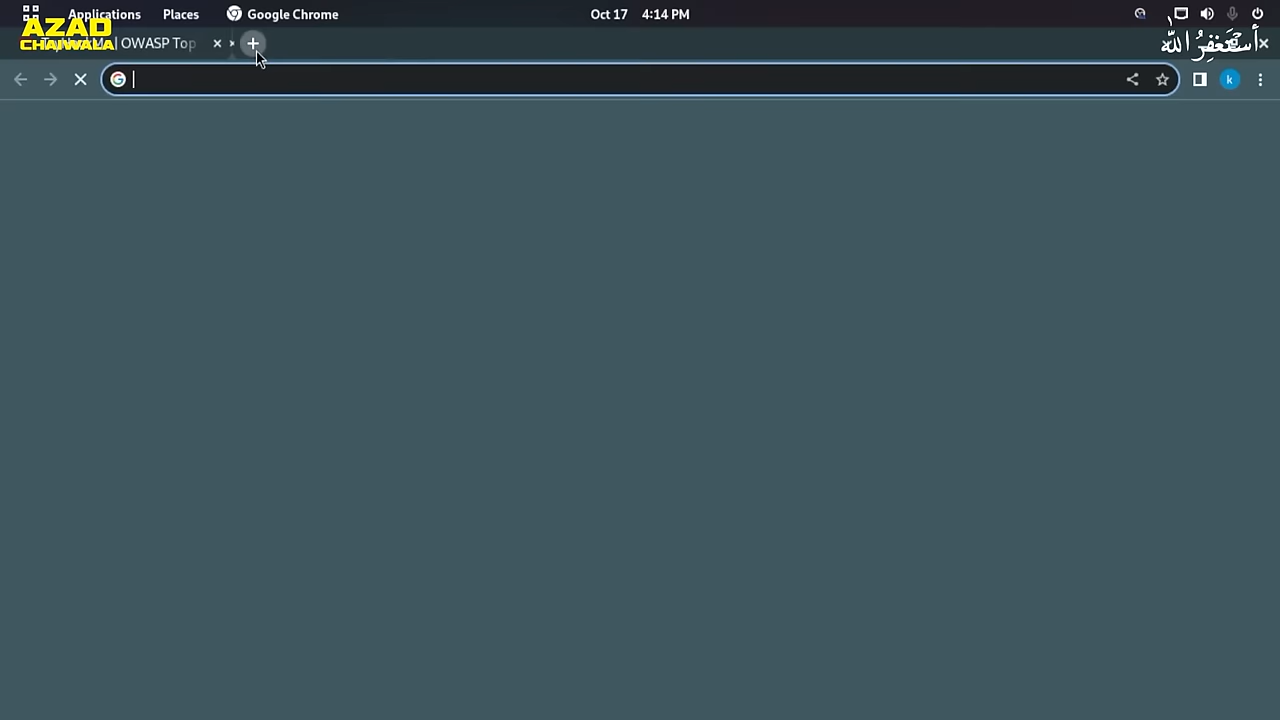 Applications Places Google Chrome Oct 17 4:14 PM
AZAD
CHAIWALA
أستغفر الله
| OWASP Top
k